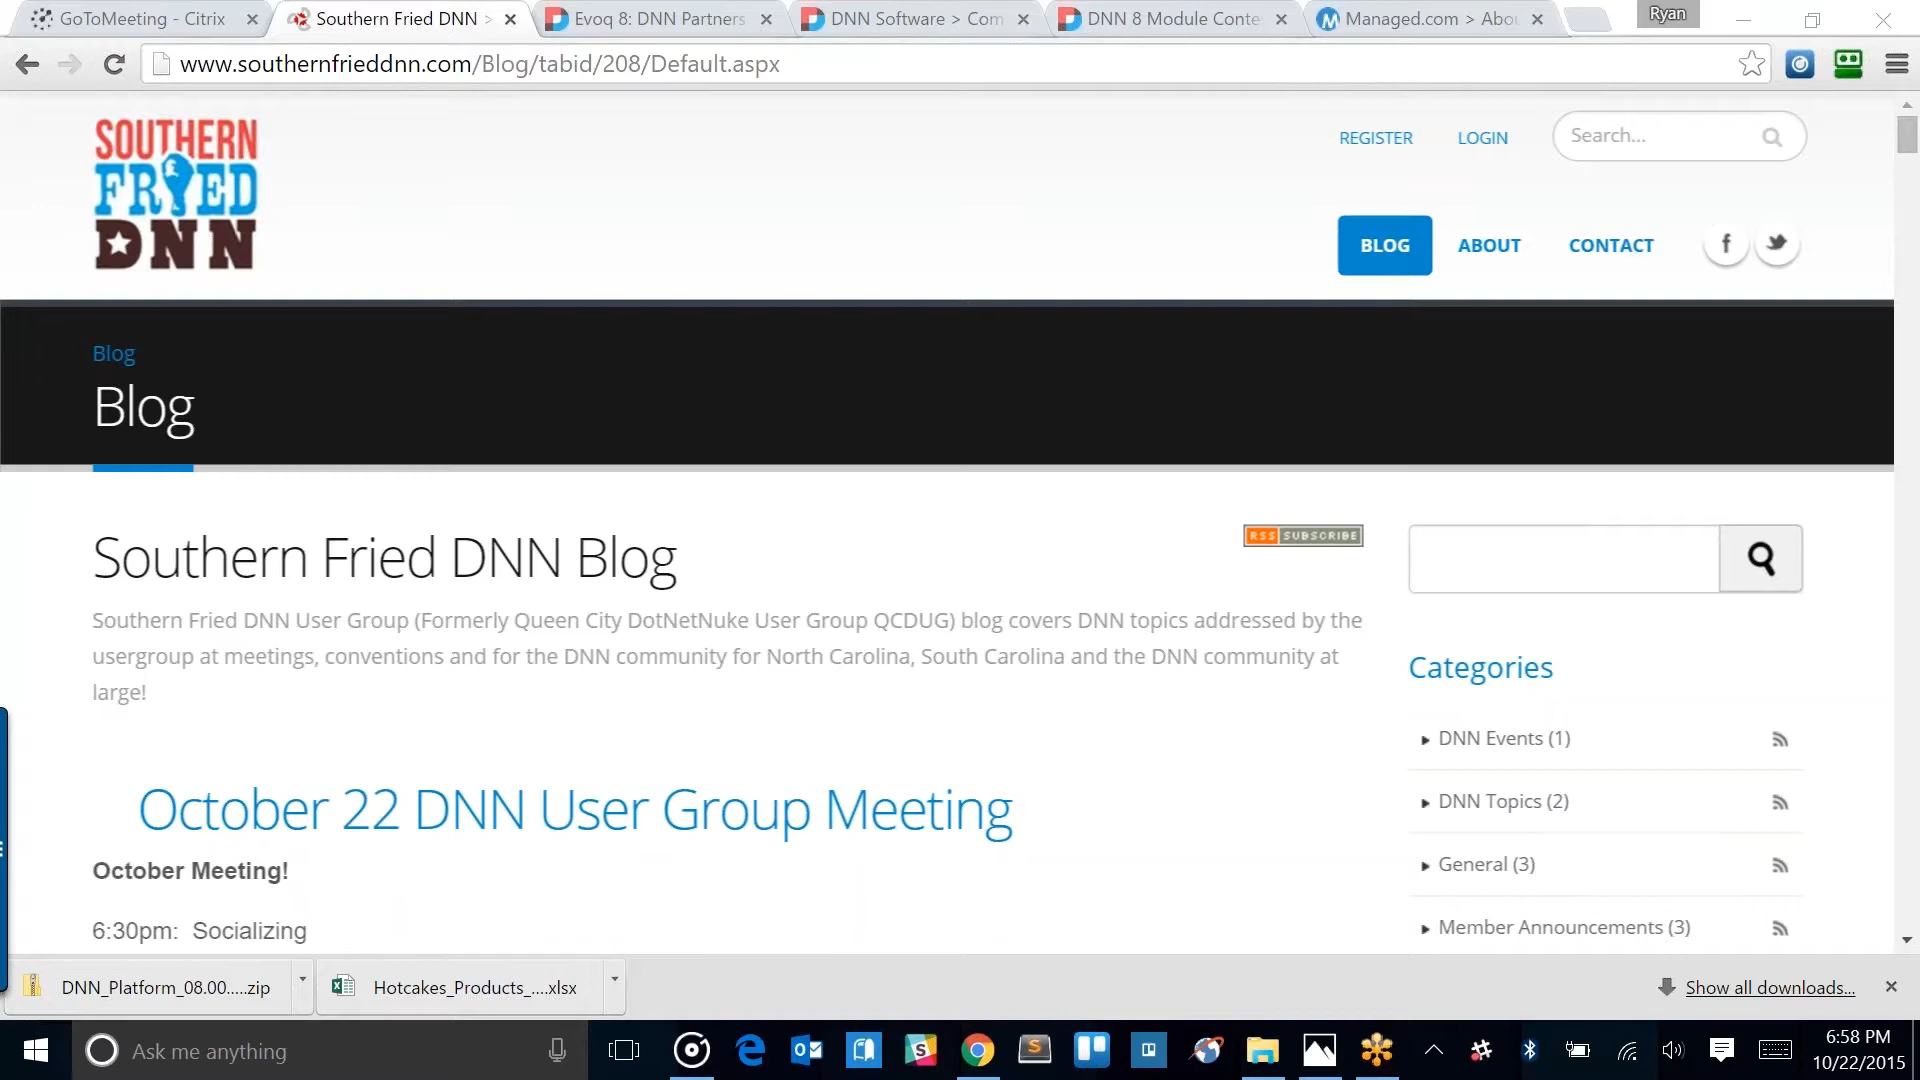 GoToMeeting - Citrix
Southern Fried DNN >
Evoq 8: DNN Partners
DNN Software > Com
DNN 8 Module Conte
Managed.com > Abou
Ryan
www.southernfrieddnn.com/Blog/tabid/208/Default.aspx
SOUTHERN
FRIED
DNN
REGISTER
LOGIN
Search...
BLOG
ABOUT
CONTACT
Blog
Blog
Southern Fried DNN Blog
RSS SUBSCRIBE
Southern Fried DNN User Group (Formerly Queen City DotNetNuke User Group QCDUG) blog covers DNN topics addressed by the
usergroup at meetings, conventions and for the DNN community for North Carolina, South Carolina and the DNN community at
large!
Categories
DNN Events (1)
DNN Topics (2)
General (3)
Member Announcements (3)
October 22 DNN User Group Meeting
October Meeting!
6:30pm: Socializing
DNN_Platform_08.00.....zip
Hotcakes_Products_....xlsx
Show all downloads...
Ask me anything
6:58 PM
10/22/2015